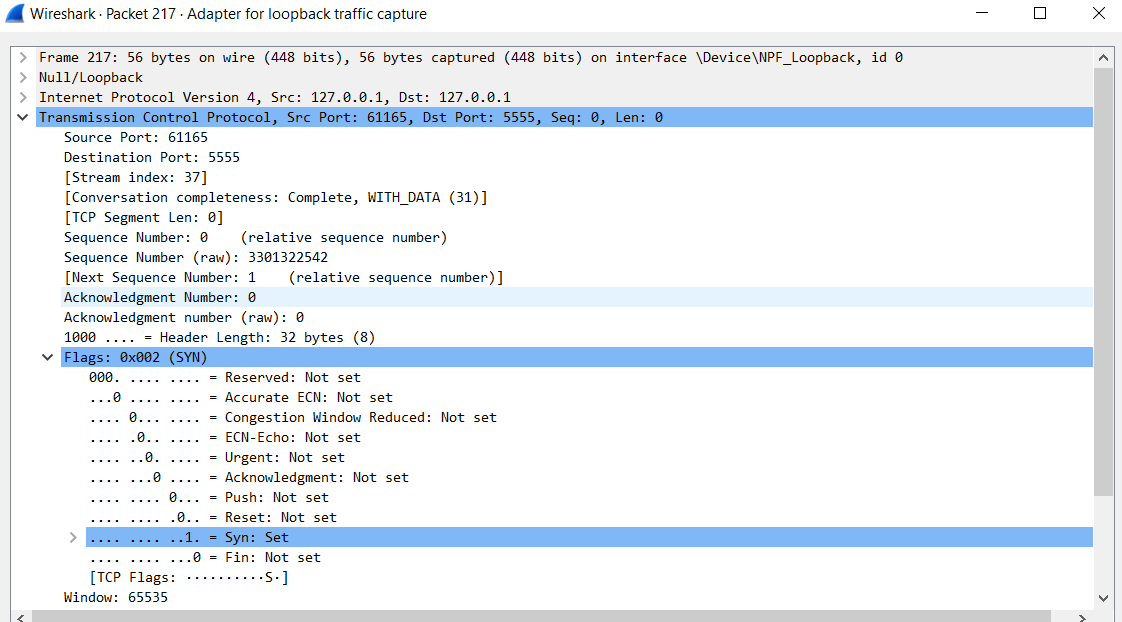 Wireshark · Packet 217 · Adapter for loopback traffic capture
Frame 217: 56 bytes on wire (448 bits), 56 bytes captured (448 bits) on interface \Device\NPF_Loopback, id 0
Null/Loopback
Internet Protocol Version 4, Src: 127.0.0.1, Dst: 127.0.0.1
Transmission Control Protocol, Src Port: 61165, Dst Port: 5555, Seq: 0, Len: 0
Source Port: 61165
Destination Port: 5555
[Stream index: 37]
[Conversation completeness: Complete, WITH_DATA (31)]
[TCP Segment Len: 0]
Sequence Number: 0    (relative sequence number)
Sequence Number (raw): 3301322542
[Next Sequence Number: 1    (relative sequence number)]
Acknowledgment Number: 0
Acknowledgment number (raw): 0
1000 .... = Header Length: 32 bytes (8)
Flags: 0x002 (SYN)
000. .... .... = Reserved: Not set
...0 .... .... = Accurate ECN: Not set
.... 0... .... = Congestion Window Reduced: Not set
.... .0.. .... = ECN-Echo: Not set
.... ..0. .... = Urgent: Not set
.... ...0 .... = Acknowledgment: Not set
.... .... 0... = Push: Not set
.... .... .0.. = Reset: Not set
.... .... ..1. = Syn: Set
.... .... ...0 = Fin: Not set
[TCP Flags: ··········S·]
Window: 65535